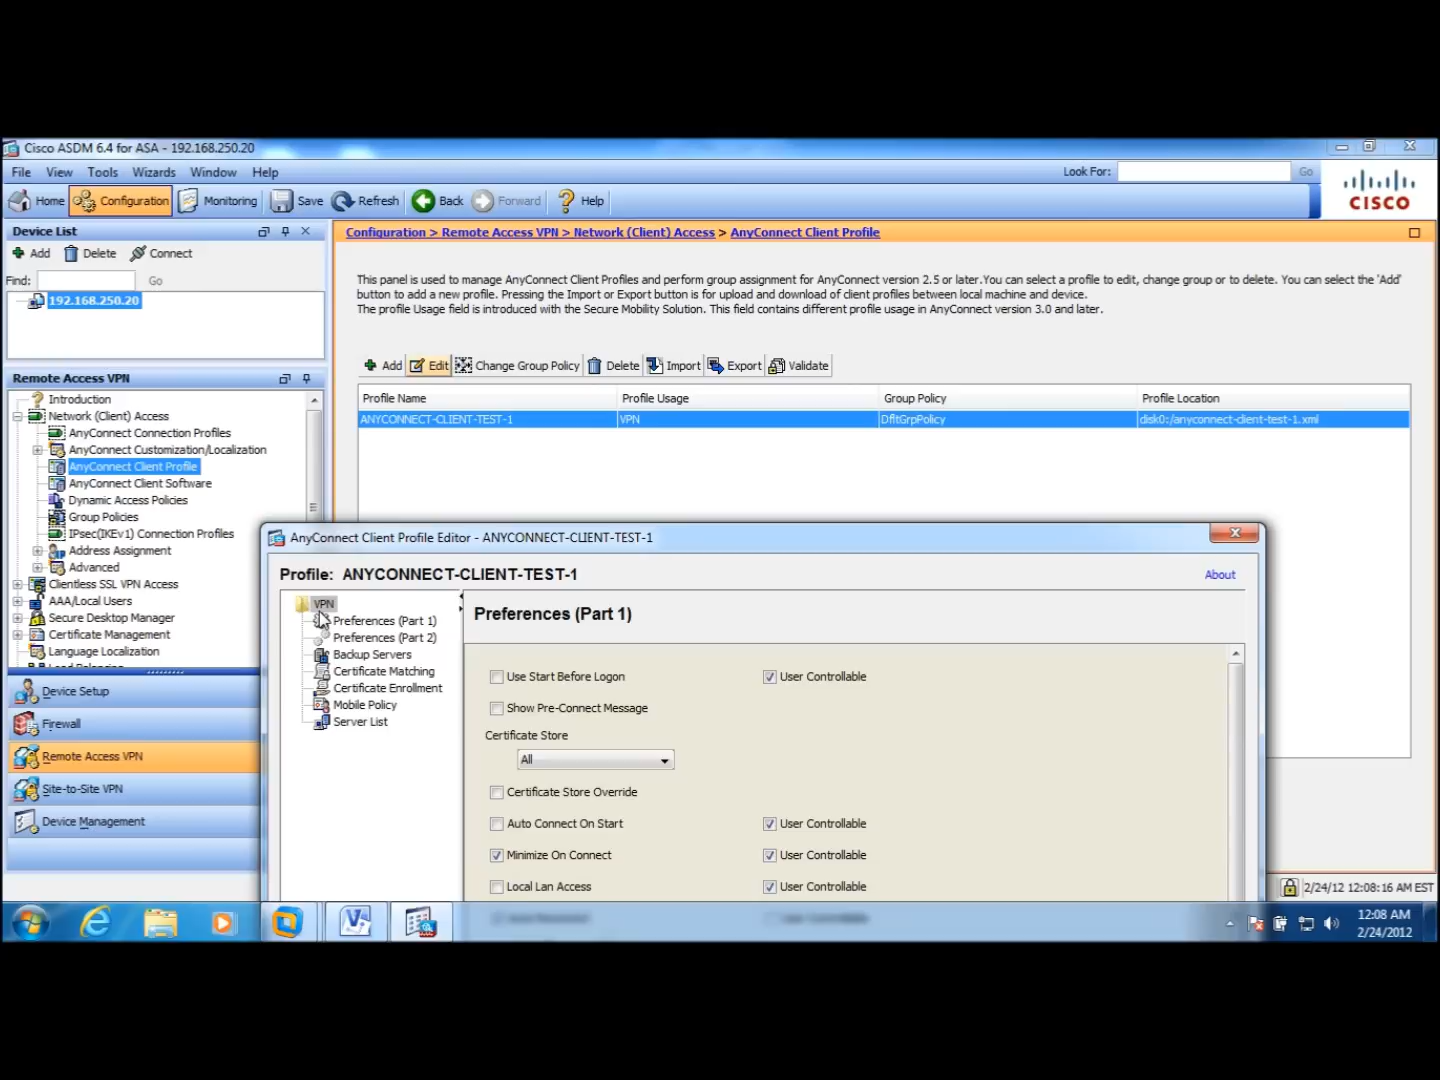 Cisco ASDM 6.4 for ASA - 192.168.250.20
File View Tools Wizards Window Help
Look For:
Go
Home Configuration Monitoring Save Refresh Back Forward Help
CISCO
Device List
Add Delete Connect
Find: Go
192.168.250.20
Remote Access VPN
Introduction
Network (Client) Access
AnyConnect Connection Profiles
AnyConnect Customization/Localization
AnyConnect Client Profile
AnyConnect Client Software
Dynamic Access Policies
Group Policies
IPsec(IKEv1) Connection Profiles
Address Assignment
Advanced
Clientless SSL VPN Access
AAA/Local Users
Secure Desktop Manager
Certificate Management
Language Localization
Device Setup
Firewall
Remote Access VPN
Site-to-Site VPN
Device Management
Configuration > Remote Access VPN > Network (Client) Access > AnyConnect Client Profile
This panel is used to manage AnyConnect Client Profiles and perform group assignment for AnyConnect version 2.5 or later.You can select a profile to edit, change group or to delete. You can select the 'Add'
button to add a new profile. Pressing the Import or Export button is for upload and download of client profiles between local machine and device.
The profile Usage field is introduced with the Secure Mobility Solution. This field contains different profile usage in AnyConnect version 3.0 and later.
Add Edit Change Group Policy Delete Import Export Validate
Profile Name Profile Usage Group Policy Profile Location
ANYCONNECT-CLIENT-TEST-1 VPN DfltGrpPolicy disk0:/anyconnect-client-test-1.xml
AnyConnect Client Profile Editor - ANYCONNECT-CLIENT-TEST-1
Profile: ANYCONNECT-CLIENT-TEST-1
About
VPN
Preferences (Part 1)
Preferences (Part 2)
Backup Servers
Certificate Matching
Certificate Enrollment
Mobile Policy
Server List
Preferences (Part 1)
Use Start Before Logon User Controllable
Show Pre-Connect Message
Certificate Store
All
Certificate Store Override
Auto Connect On Start User Controllable
Minimize On Connect User Controllable
Local Lan Access User Controllable
2/24/12 12:08:16 AM EST
12:08 AM
2/24/2012